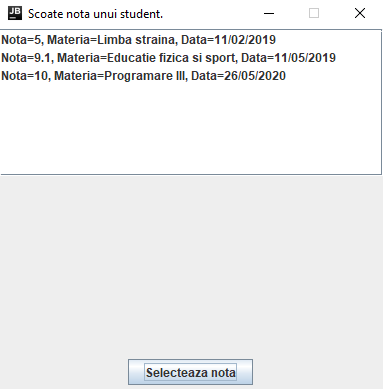 JB Scoate nota unui student.
Nota=5, Materia=Limba straina, Data=11/02/2019
Nota=9.1, Materia=Educatie fizica si sport, Data=11/05/2019
Nota=10, Materia=Programare III, Data=26/05/2020
Selecteaza nota